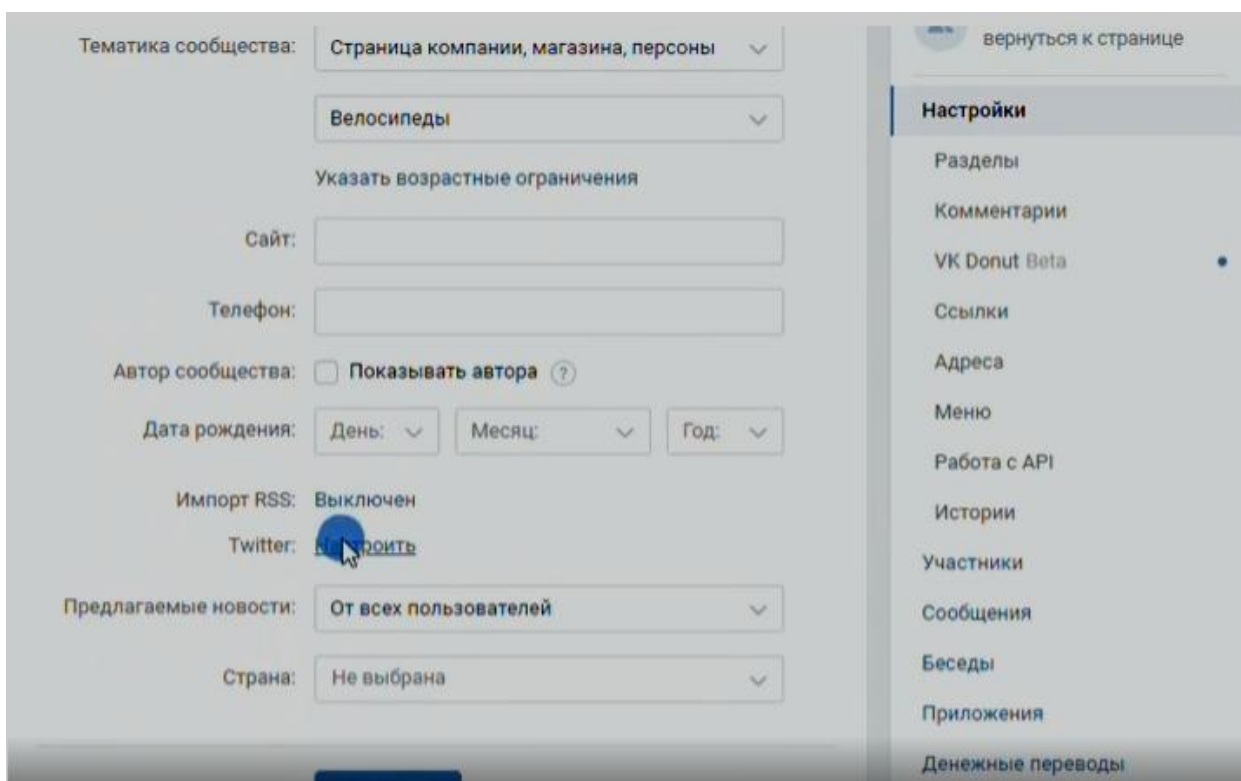 Тематика сообщества: Страница компании, магазина, персоны
Велосипеды
Указать возрастные ограничения
Сайт:
Телефон:
Автор сообщества: Показывать автора ?
Дата рождения: День: Месяц: Год:
Импорт RSS: Выключен
Twitter: Настроить
Предлагаемые новости: От всех пользователей
Страна: Не выбрана
вернуться к странице
Настройки
Разделы
Комментарии
VK Donut Beta
Ссылки
Адреса
Меню
Работа с API
Истории
Участники
Сообщения
Беседы
Приложения
Денежные переводы